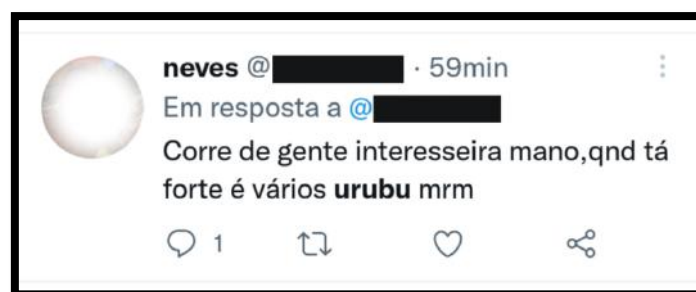 neves @ · 59min
Em resposta a @
Corre de gente interesseira mano,qnd tá
forte é vários urubu mrm
1